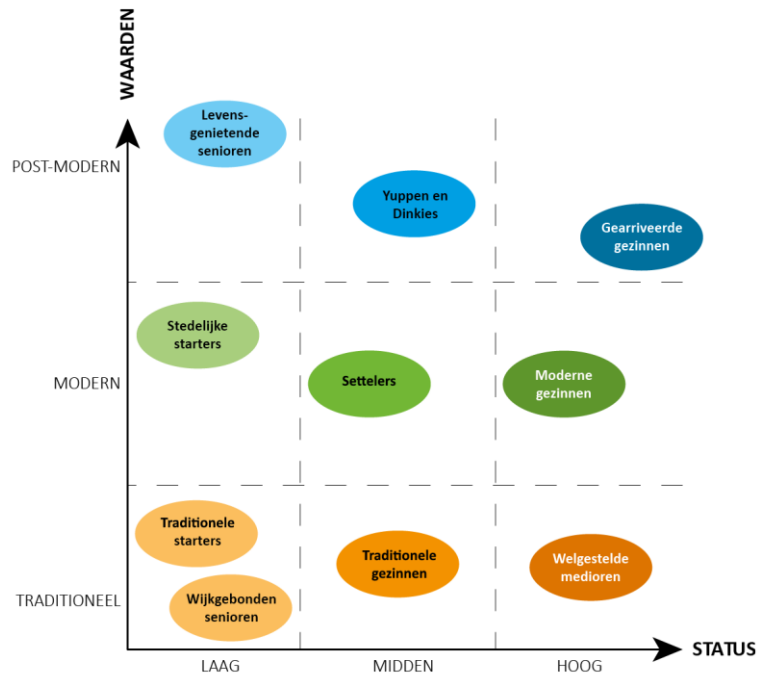 WAARDEN
Levens-
genietende
senioren
POST-MODERN
Yuppen en
Dinkies
Gearriveerde
gezinnen
Stedelijke
starters
MODERN
Settelers
Moderne
gezinnen
Traditionele
starters
Traditionele
gezinnen
Welgestelde
medioren
TRADITIONEEL
Wijkgebonden
senioren
STATUS
LAAG
MIDDEN
HOOG